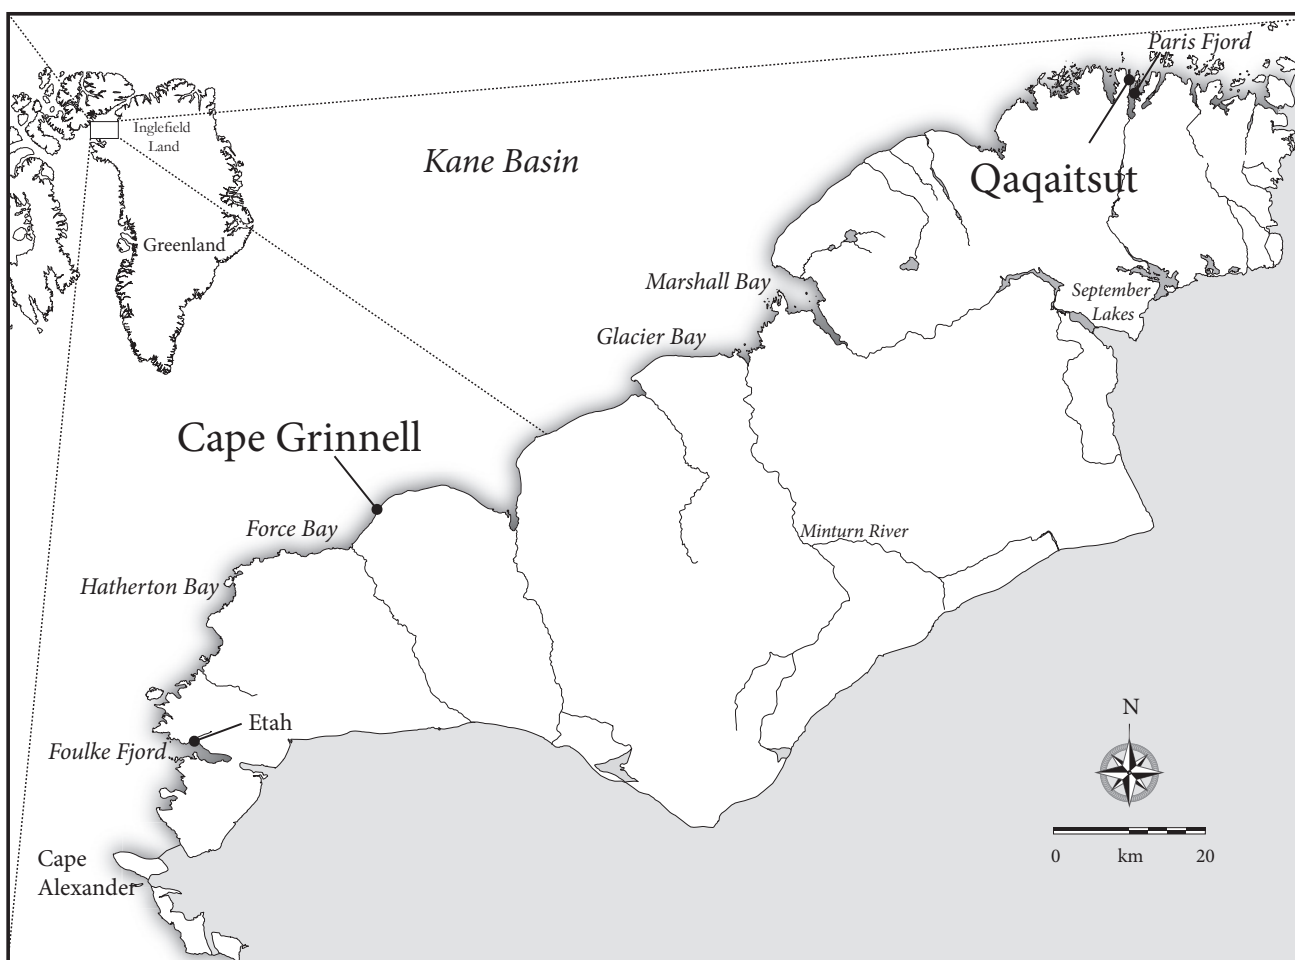 Paris Fjord
Inglefield
Land
Kane Basin
Qaqaitsut
Greenland
Marshall Bay
September
Lakes
Glacier Bay
Cape Grinnell
Force Bay
Minturn River
Hatherton Bay
N
Etah
Foulke Fjord
0 km 20
Cape
Alexander